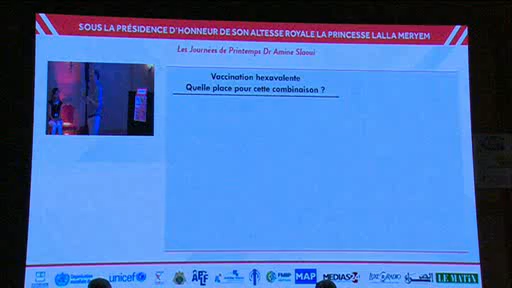 SOUS LA PRÉSIDENCE D'HONNEUR DE SON ALTESSE ROYALE LA PRINCESSE LALLA MERYEM
Les Journées de Printemps Dr Amine Slaoui
Vaccination hexavalente
Quelle place pour cette combinaison ?
Organisation
unicef
MAP
MEDIAS24
LE MATIN